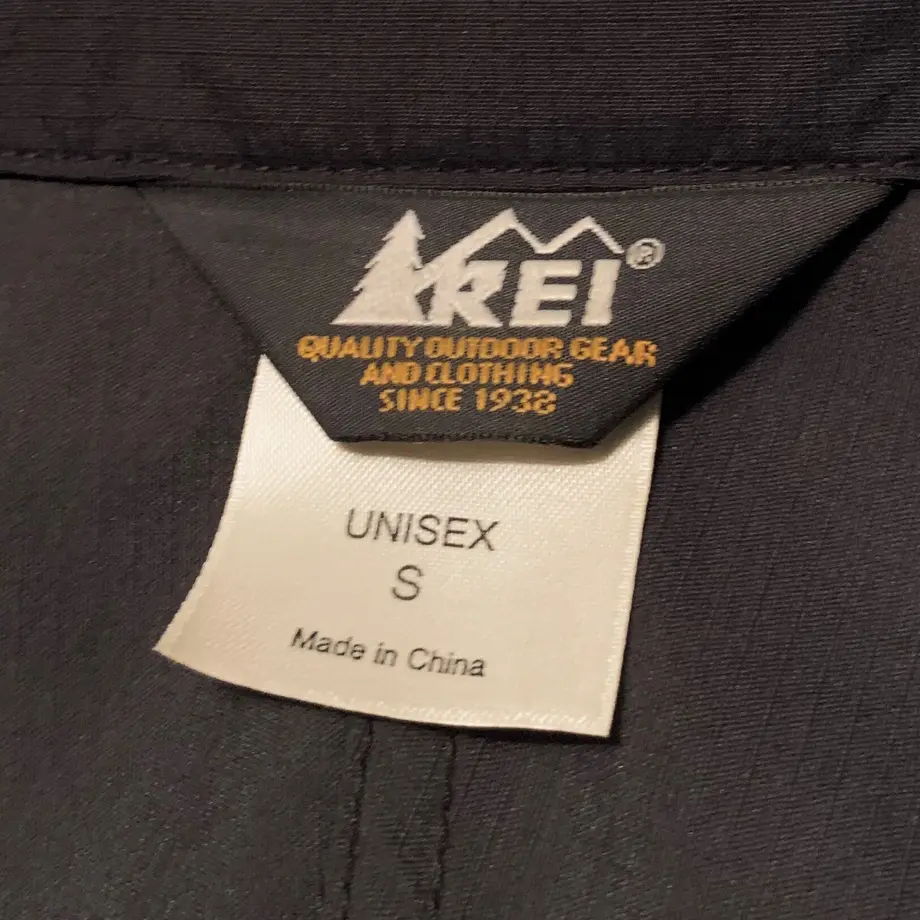 REI®
QUALITY OUTDOOR GEAR
AND CLOTHING
SINCE 1938
UNISEX
S
Made in China